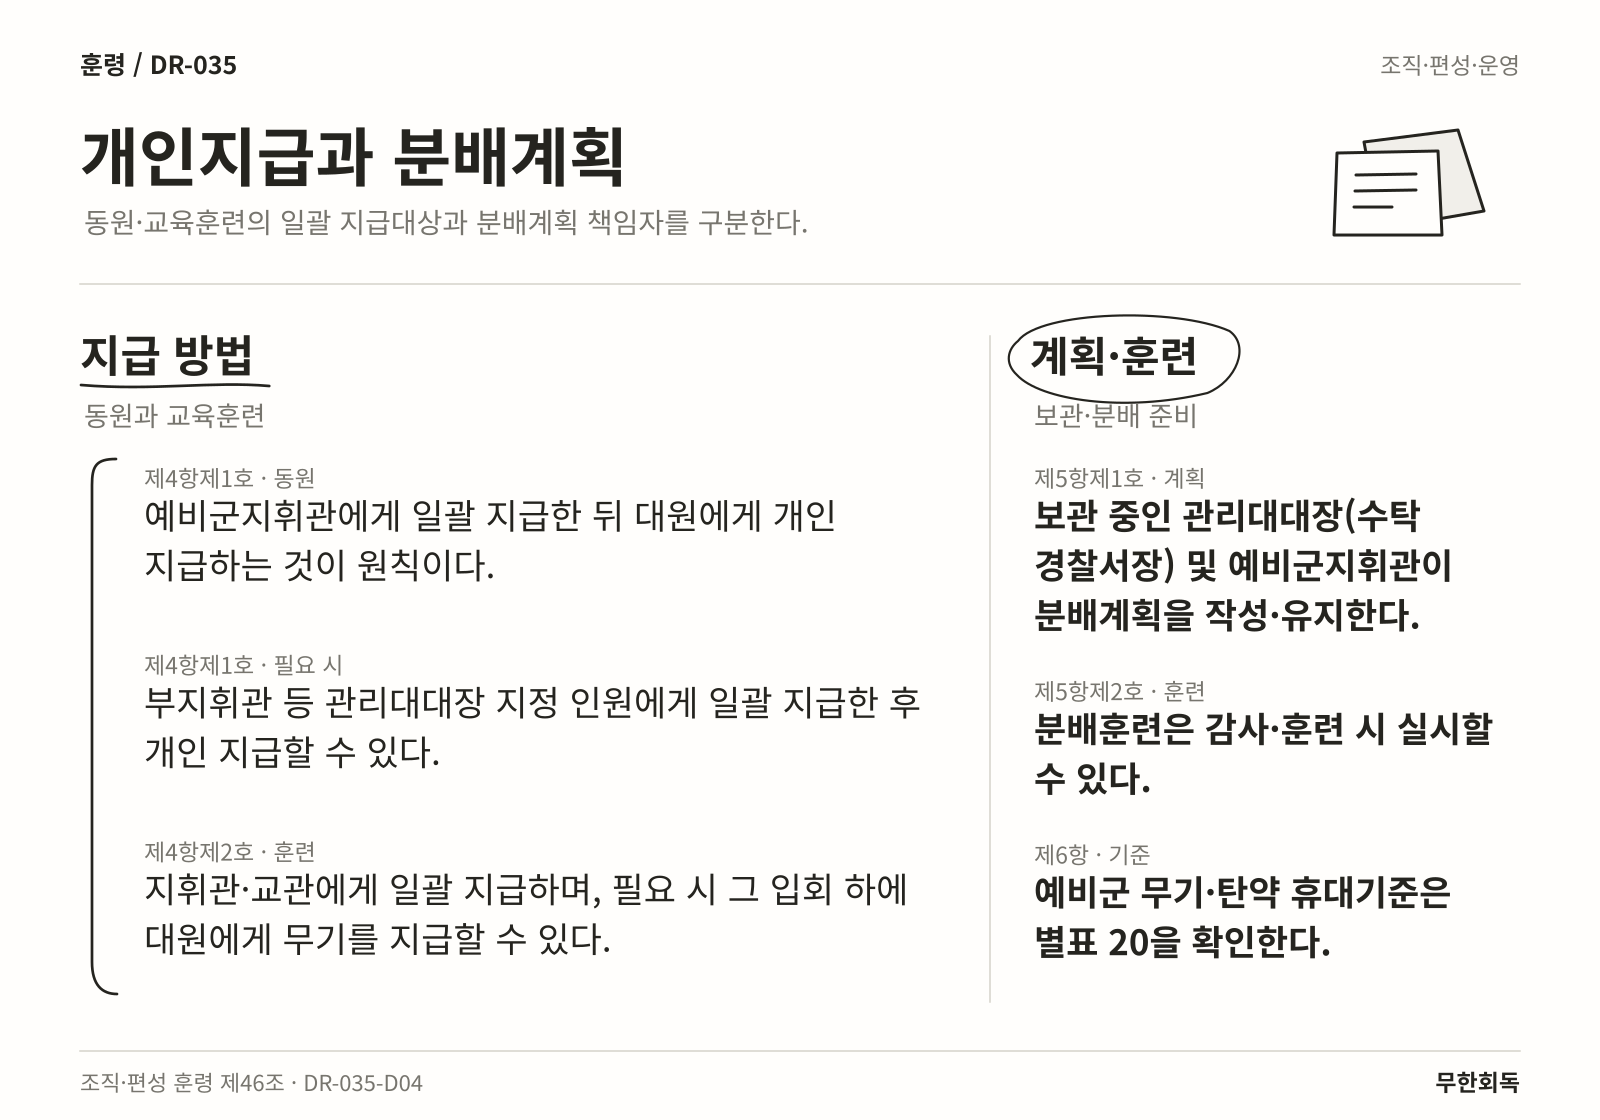 훈령 / DR-035
조직·편성·운영
개인지급과 분배계획
동원·교육훈련의 일괄 지급대상과 분배계획 책임자를 구분한다.
지급 방법
동원과 교육훈련
제4항제1호 · 동원
예비군지휘관에게 일괄 지급한 뒤 대원에게 개인
지급하는 것이 원칙이다.
제4항제1호 · 필요 시
부지휘관 등 관리대대장 지정 인원에게 일괄 지급한 후
개인 지급할 수 있다.
제4항제2호 · 훈련
지휘관·교관에게 일괄 지급하며, 필요 시 그 입회 하에
대원에게 무기를 지급할 수 있다.
계획·훈련
보관·분배 준비
제5항제1호 · 계획
보관 중인 관리대대장(수탁
경찰서장) 및 예비군지휘관이
분배계획을 작성·유지한다.
제5항제2호 · 훈련
분배훈련은 감사·훈련 시 실시할
수 있다.
제6항 · 기준
예비군 무기·탄약 휴대기준은
별표 20을 확인한다.
조직·편성 훈령 제46조 · DR-035-D04
무한회독